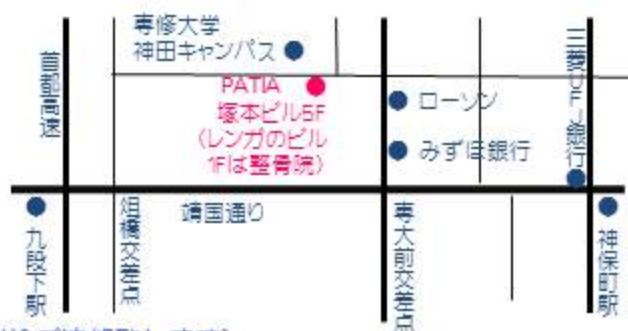 専修大学
神田キャンパス
首都高速
三菱UFJ銀行
PATIA
塚本ビル5F
(レンガのビル
1Fは整骨院)
ローソン
みずほ銀行
靖国通り
九段下駅
俎橋交差点
専大前交差点
神保町駅